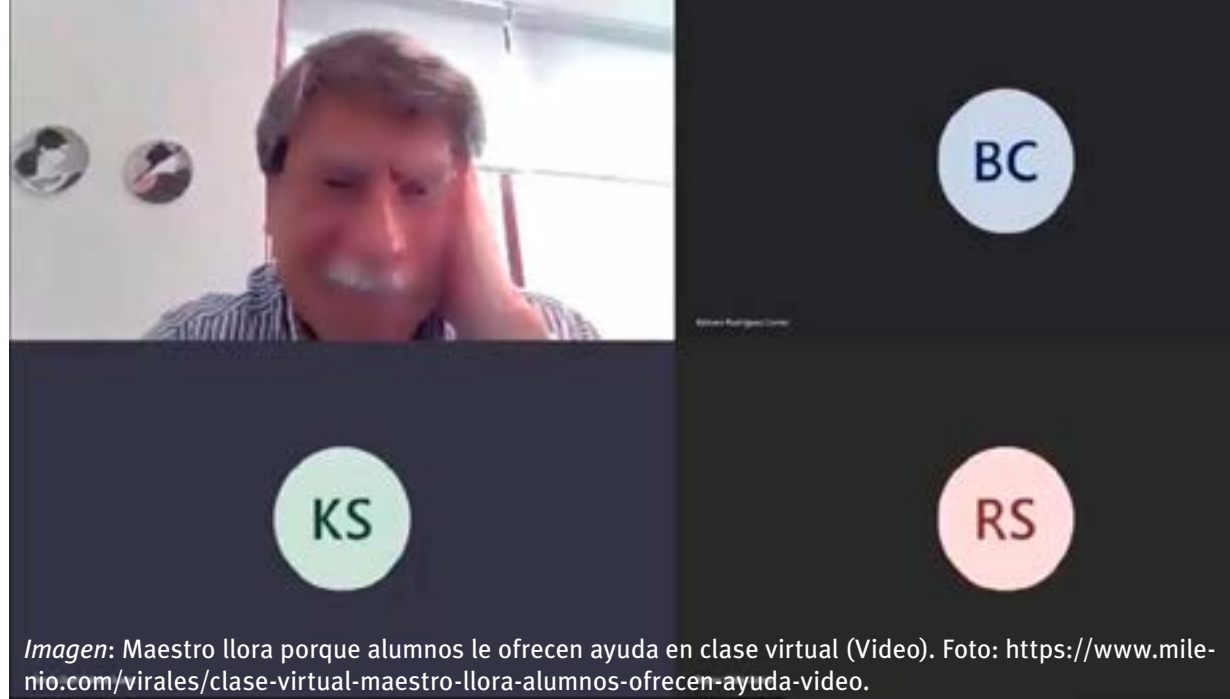 BC
KS
RS
Imagen: Maestro llora porque alumnos le ofrecen ayuda en clase virtual (Video). Foto: https://www.mile-
nio.com/virales/clase-virtual-maestro-llora-alumnos-ofrecen-ayuda-video.